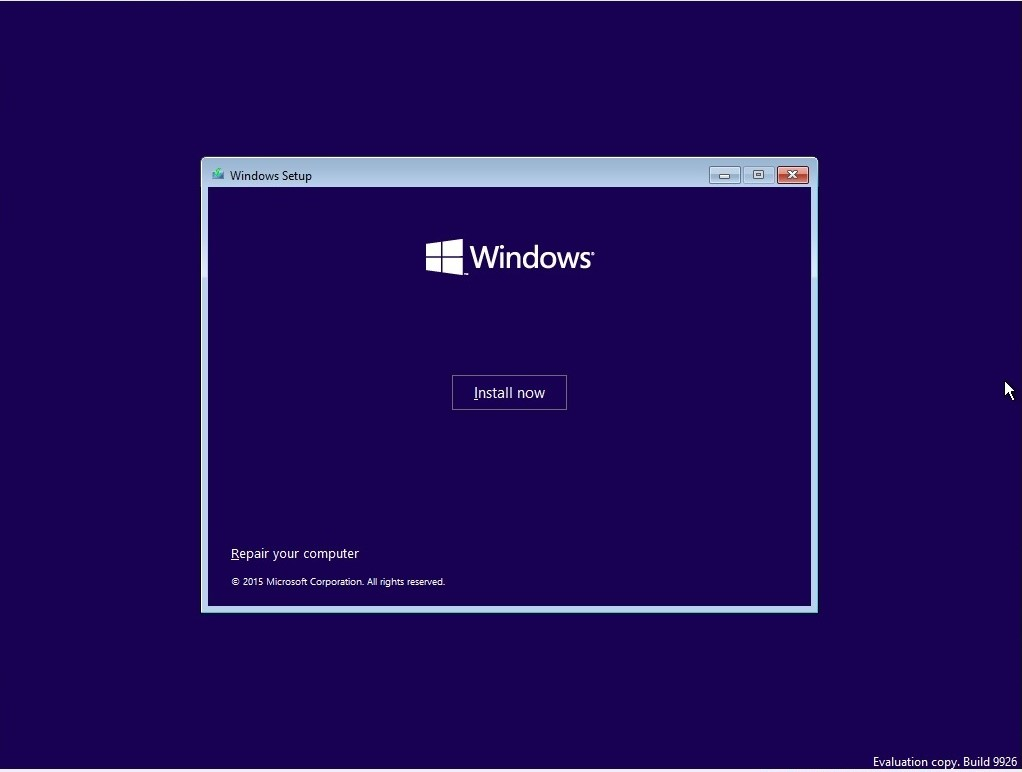 Windows Setup
Windows
Install now
Repair your computer
© 2015 Microsoft Corporation. All rights reserved.
Evaluation copy. Build 9926